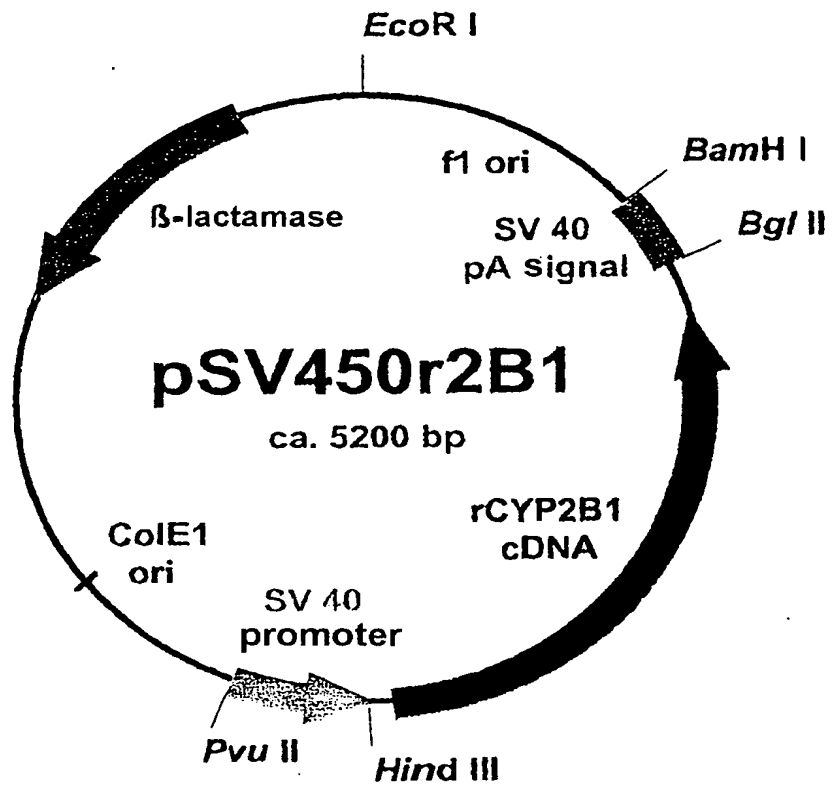 EcoR I
f1 ori
BamH I
ß-lactamase
SV 40
pA signal
Bgl II
pSV450r2B1
ca. 5200 bp
rCYP2B1
cDNA
ColE1
ori
SV 40
promoter
Pvu II
Hind III